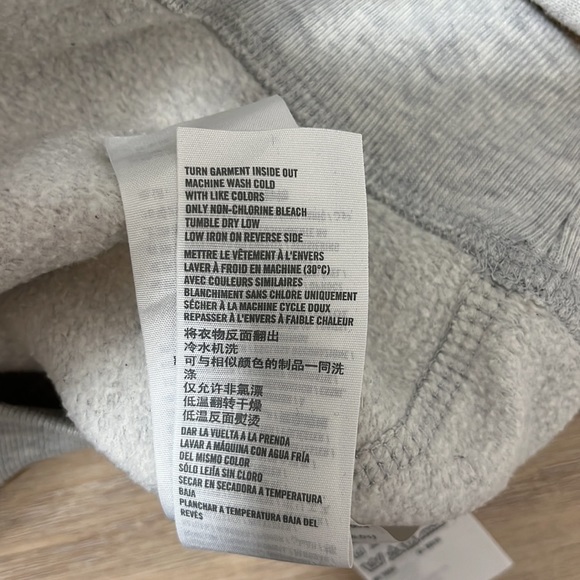 TURN GARMENT INSIDE OUT
MACHINE WASH COLD
WITH LIKE COLORS
ONLY NON-CHLORINE BLEACH
TUMBLE DRY LOW
LOW IRON ON REVERSE SIDE
METTRE LE VÊTEMENT À L'ENVERS
LAVER À FROID EN MACHINE (30°C)
AVEC COULEURS SIMILAIRES
BLANCHIMENT SANS CHLORE UNIQUEMENT
SÉCHER À LA MACHINE CYCLE DOUX
REPASSER À L'ENVERS À FAIBLE CHALEUR
将衣物反面翻出
冷水机洗
可与相似颜色的制品一同洗
涤
仅允许非氯漂
低温翻转干燥
低温反面熨烫
DAR LA VUELTA A LA PRENDA
LAVAR A MÁQUINA CON AGUA FRÍA
DEL MISMO COLOR
SÓLO LEJÍA SIN CLORO
SECAR EN SECADORA A TEMPERATURA
BAJA
PLANCHAR A TEMPERATURA BAJA DEL
REVÉS